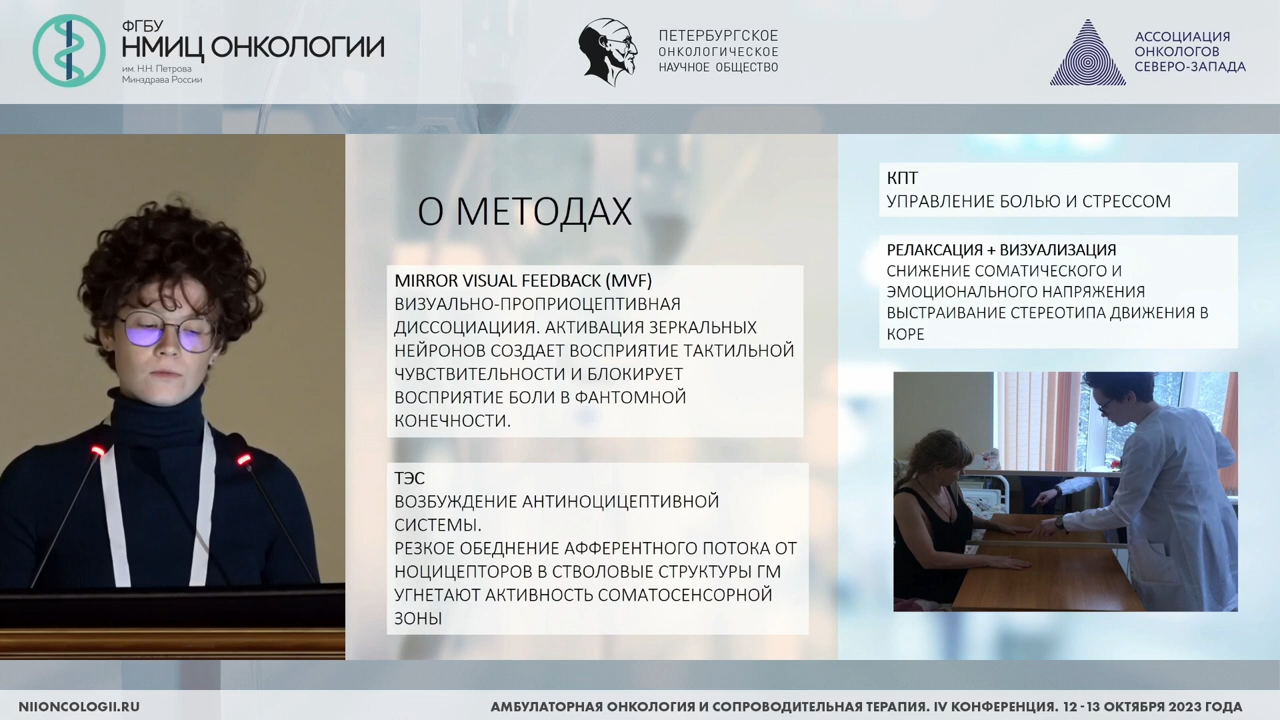 ФГБУ
НМИЦ ОНКОЛОГИИ
им. Н.Н. Петрова
Минздрава России
ПЕТЕРБУРГСКОЕ
ОНКОЛОГИЧЕСКОЕ
НАУЧНОЕ ОБЩЕСТВО
АССОЦИАЦИЯ
ОНКОЛОГОВ
СЕВЕРО-ЗАПАДА
О МЕТОДАХ
MIRROR VISUAL FEEDBACK (MVF)
ВИЗУАЛЬНО-ПРОПРИОЦЕПТИВНАЯ
ДИССОЦИАЦИИЯ. АКТИВАЦИЯ ЗЕРКАЛЬНЫХ
НЕЙРОНОВ СОЗДАЕТ ВОСПРИЯТИЕ ТАКТИЛЬНОЙ
ЧУВСТВИТЕЛЬНОСТИ И БЛОКИРУЕТ
ВОСПРИЯТИЕ БОЛИ В ФАНТОМНОЙ
КОНЕЧНОСТИ.
ТЭС
ВОЗБУЖДЕНИЕ АНТИНОЦИЦЕПТИВНОЙ
СИСТЕМЫ.
РЕЗКОЕ ОБЕДНЕНИЕ АФФЕРЕНТНОГО ПОТОКА ОТ
НОЦИЦЕПТОРОВ В СТВОЛОВЫЕ СТРУКТУРЫ ГМ
УГНЕТАЮТ АКТИВНОСТЬ СОМАТОСЕНСОРНОЙ
ЗОНЫ
КПТ
УПРАВЛЕНИЕ БОЛЬЮ И СТРЕССОМ
РЕЛАКСАЦИЯ + ВИЗУАЛИЗАЦИЯ
СНИЖЕНИЕ СОМАТИЧЕСКОГО И
ЭМОЦИОНАЛЬНОГО НАПРЯЖЕНИЯ
ВЫСТРАИВАНИЕ СТЕРЕОТИПА ДВИЖЕНИЯ В
КОРЕ
NIIONCOLOGII.RU
АМБУЛАТОРНАЯ ОНКОЛОГИЯ И СОПРОВОДИТЕЛЬНАЯ ТЕРАПИЯ. IV КОНФЕРЕНЦИЯ. 12 - 13 ОКТЯБРЯ 2023 ГОДА